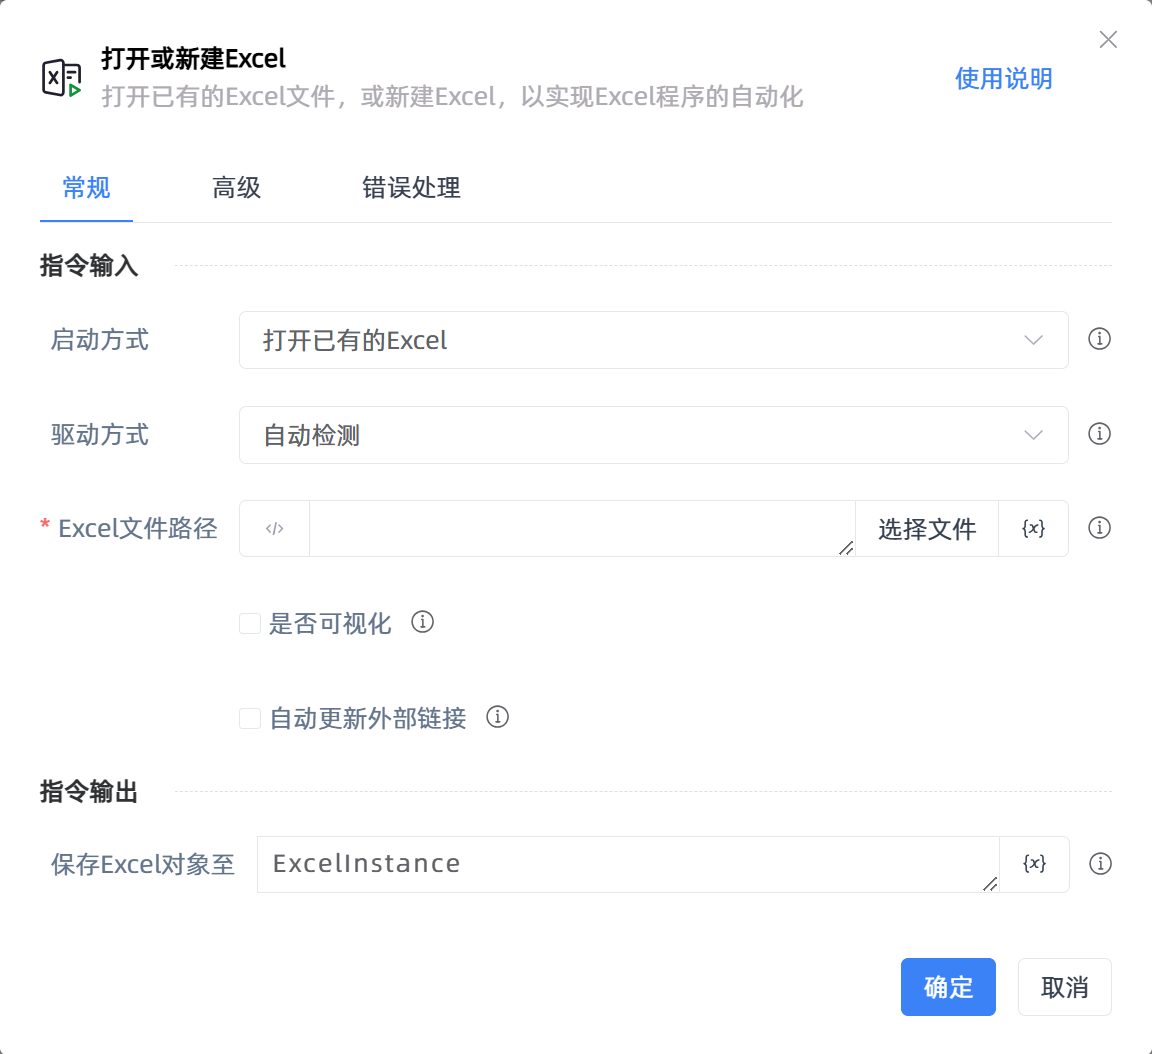 打开或新建Excel
打开已有的Excel文件，或新建Excel，以实现Excel程序的自动化
使用说明
常规
高级
错误处理
指令输入
启动方式
打开已有的Excel
驱动方式
自动检测
* Excel文件路径
</>
选择文件
{x}
是否可视化
自动更新外部链接
指令输出
保存Excel对象至
ExcelInstance
{x}
确定
取消